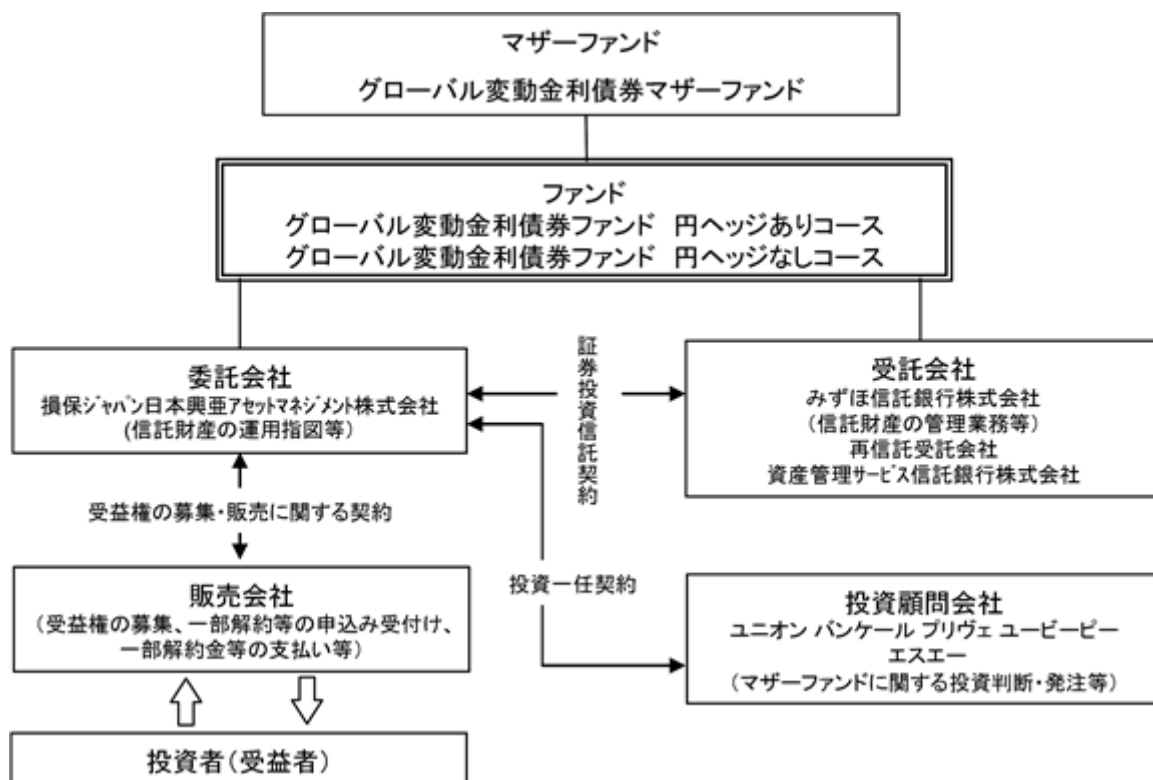 マザーファンド
グローバル変動金利債券マザーファンド
ファンド
グローバル変動金利債券ファンド　円ヘッジありコース
グローバル変動金利債券ファンド　円ヘッジなしコース
委託会社
損保ｼﾞｬﾊﾟﾝ日本興亜ｱｾｯﾄﾏﾈｼﾞﾒﾝﾄ株式会社
(信託財産の運用指図等)
証券投資信託契約
受託会社
みずほ信託銀行株式会社
(信託財産の管理業務等)
再信託受託会社
資産管理ｻｰﾋﾞｽ信託銀行株式会社
受益権の募集・販売に関する契約
販売会社
(受益権の募集、一部解約等の申込み受付け、
一部解約金等の支払い等)
投資一任契約
投資顧問会社
ユニオン バンケール プリヴェ ユービーピー
エスエー
(マザーファンドに関する投資判断・発注等)
投資者(受益者)